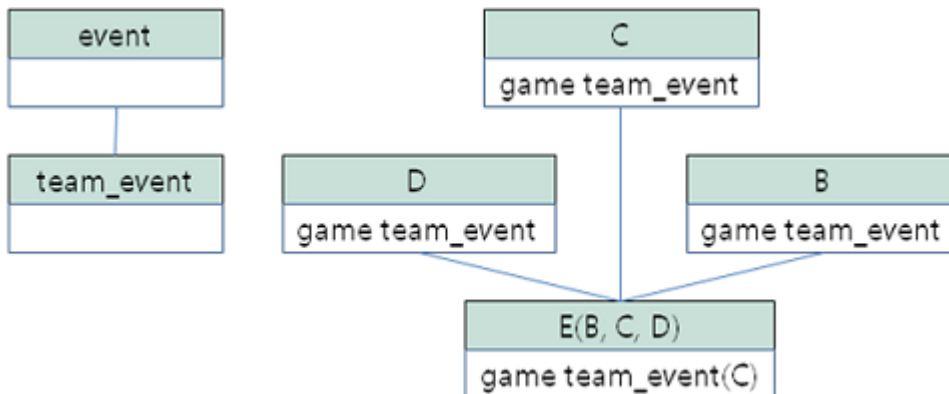 event
team_event
C
game team_event
D
game team_event
B
game team_event
E(B, C, D)
game team_event(C)